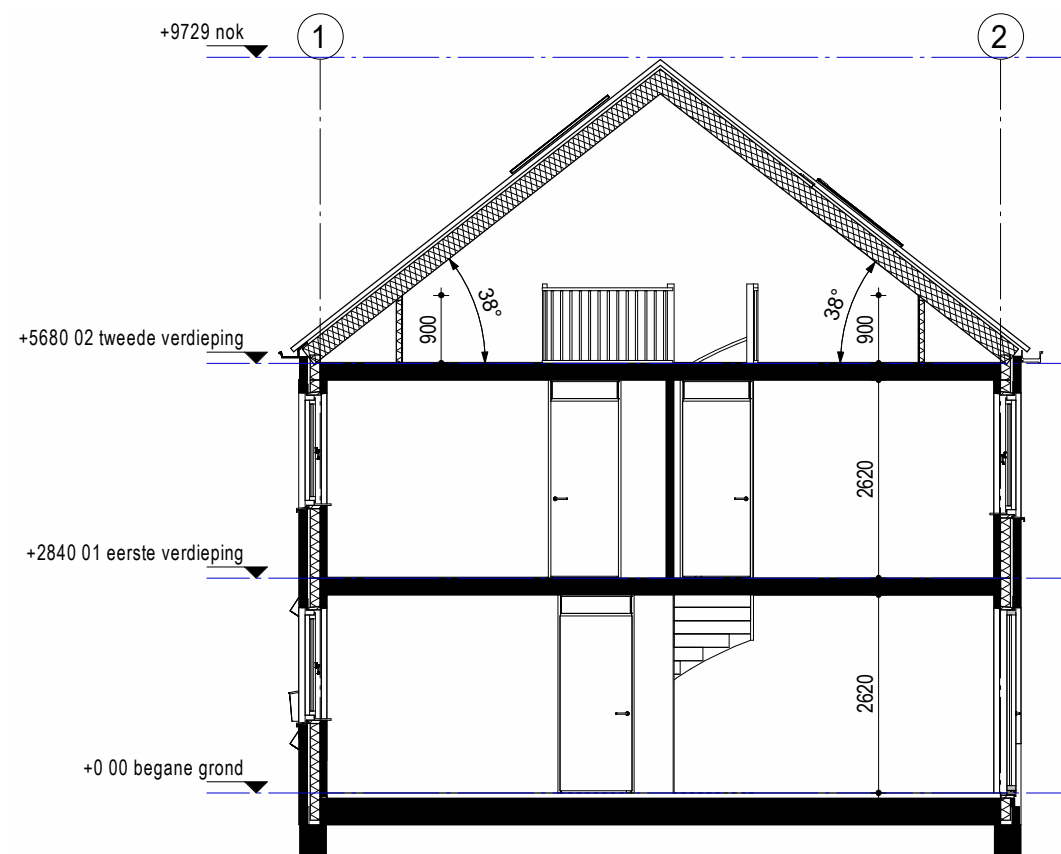 +9729 nok
1
2
38°
38°
900
900
+5680 02 tweede verdieping
2620
+2840 01 eerste verdieping
2620
+0 00 begane grond